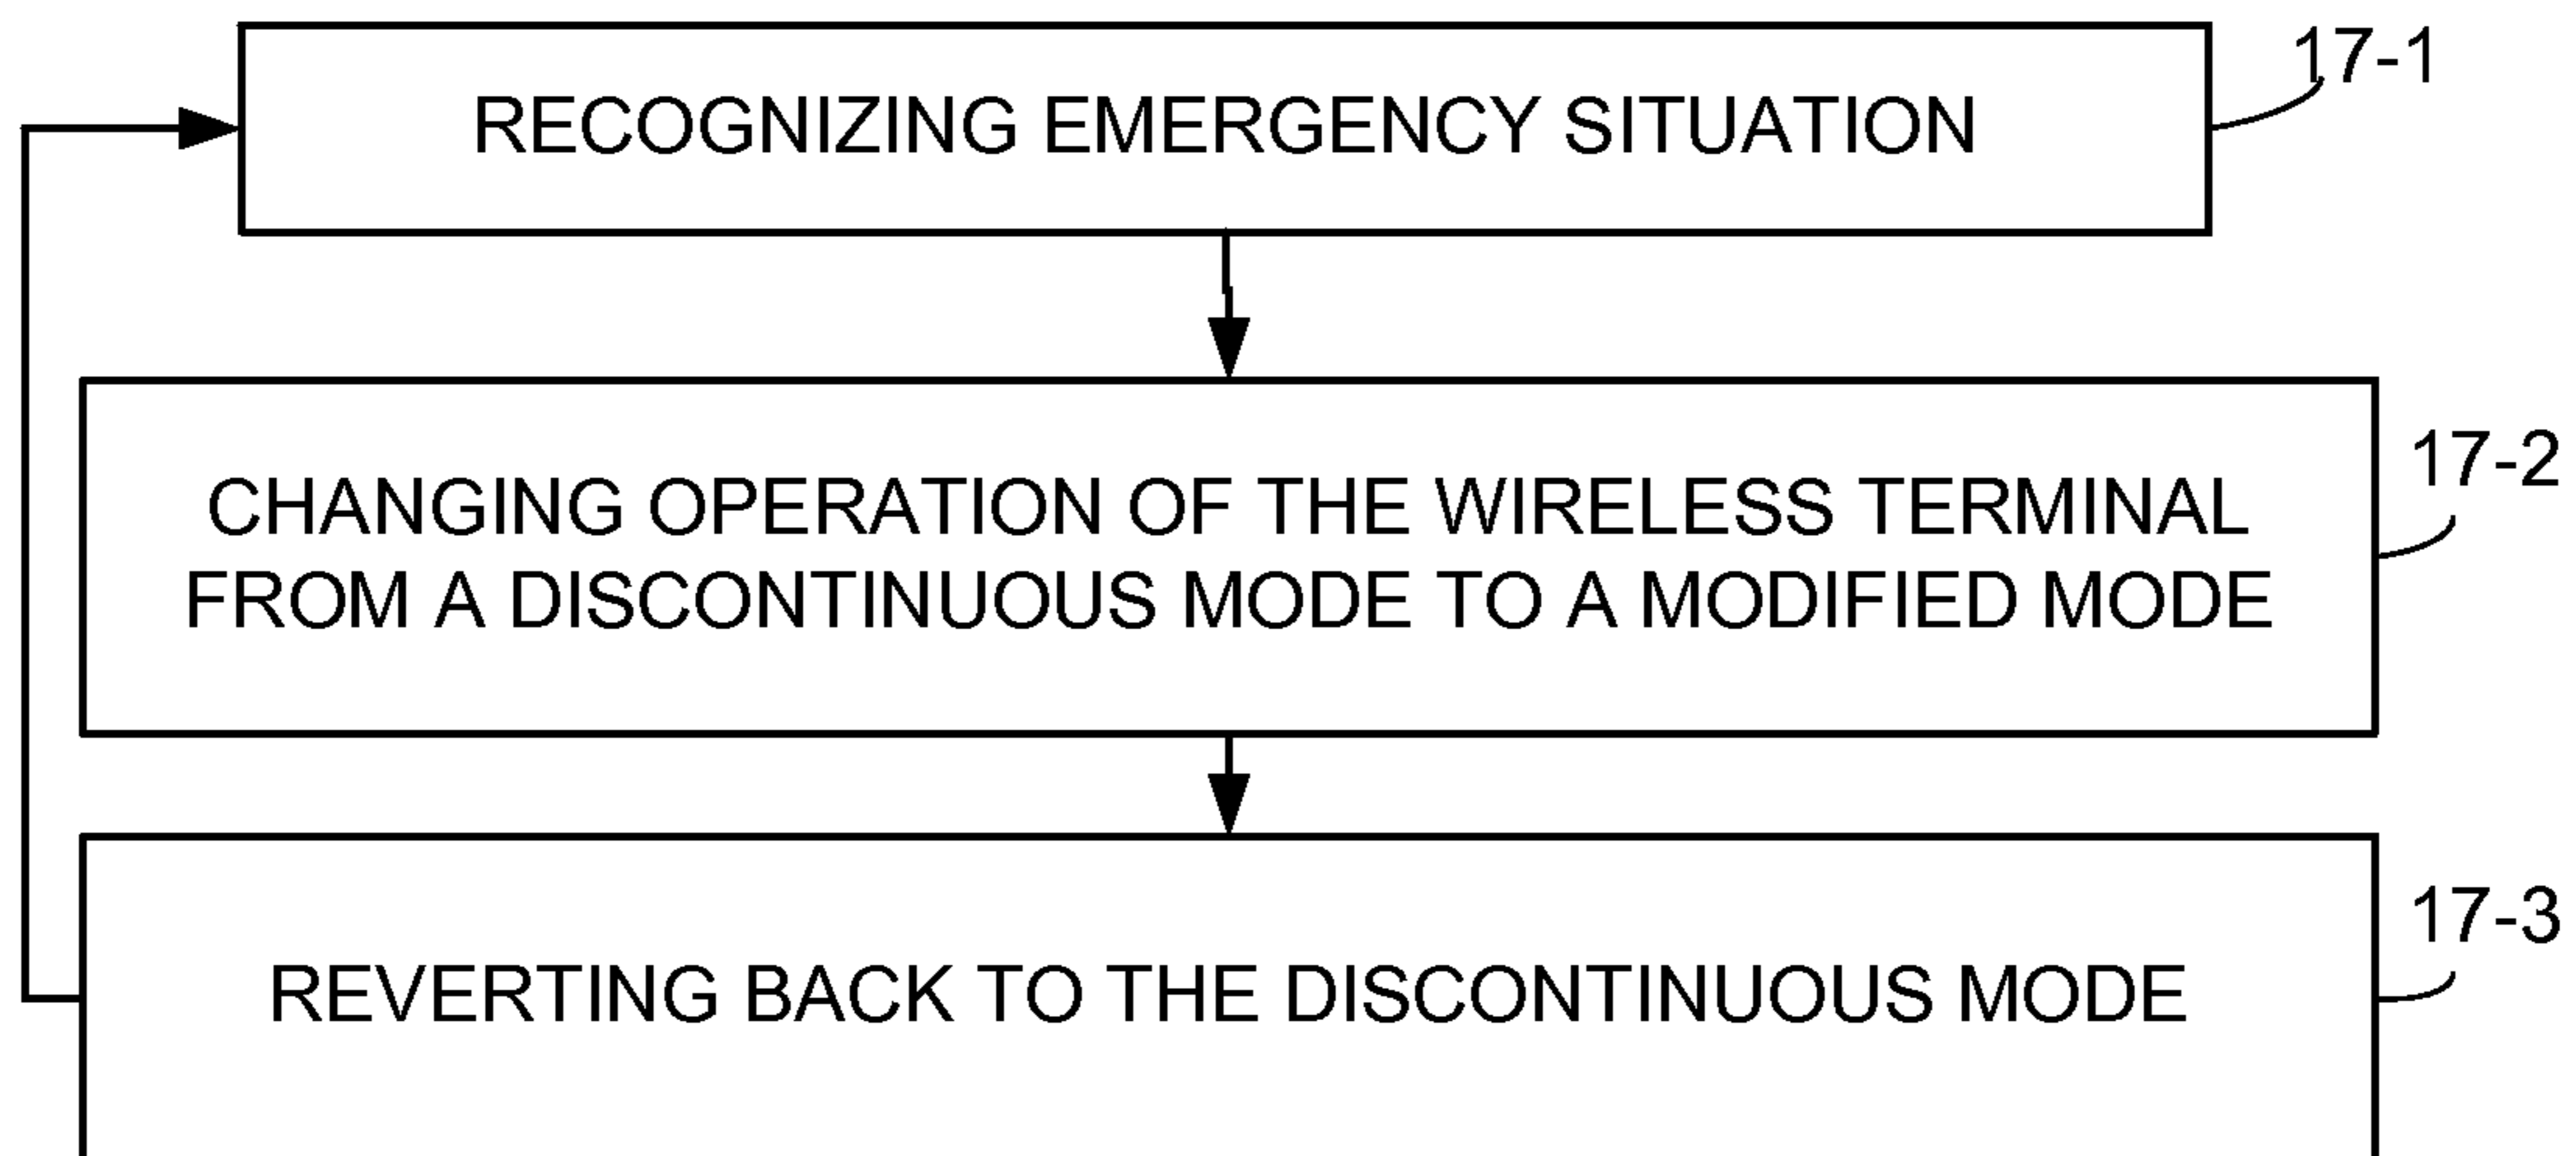 RECOGNIZING EMERGENCY SITUATION
17-1
CHANGING OPERATION OF THE WIRELESS TERMINAL
FROM A DISCONTINUOUS MODE TO A MODIFIED MODE
17-2
REVERTING BACK TO THE DISCONTINUOUS MODE
17-3